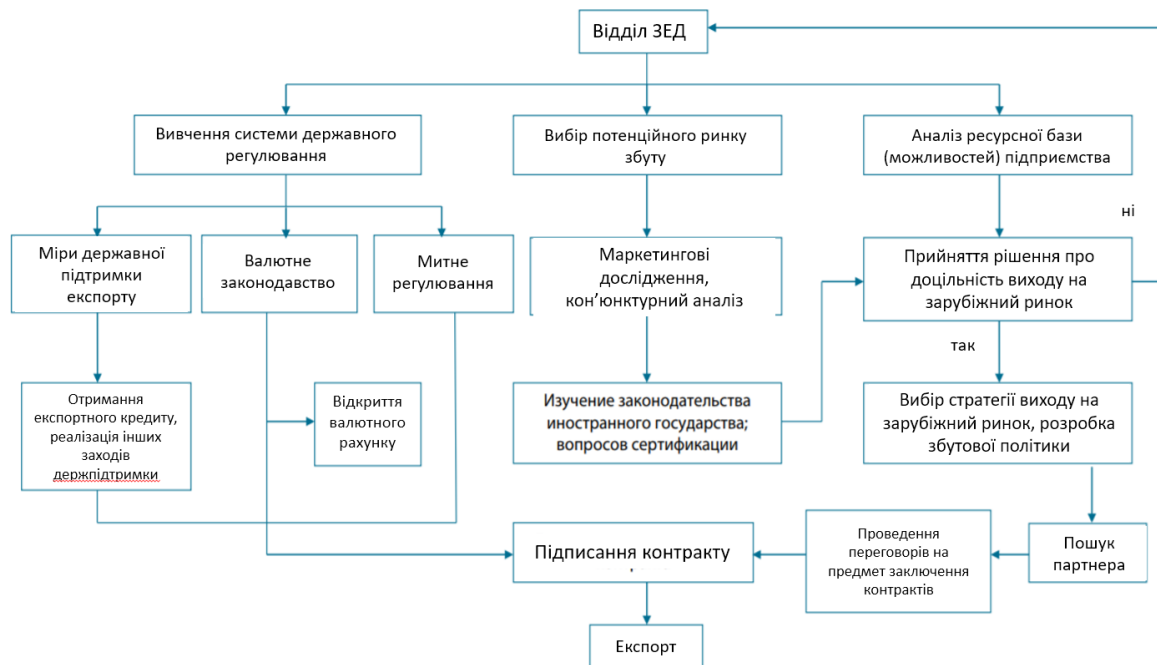 Відділ ЗЕД
Вивчення системи державного
регулювання
Вибір потенційного ринку
збуту
Аналіз ресурсної бази
(можливостей) підприємства
ні
Міри державної
підтримки
експорту
Валютне
законодавство
Митне
регулювання
Маркетингові
дослідження,
кон’юнктурний аналіз
Прийняття рішення про
доцільність виходу на
зарубіжний ринок
так
Отримання
експортного кредиту,
реалізація інших
заходів
держпідтримки
Відкриття
валютного
рахунку
Изучение законодательства
иностранного государства;
вопросов сертификации
Вибір стратегії виходу на
зарубіжний ринок, розробка
збутової політики
Підписання контракту
Проведення
переговорів на
предмет заключення
контрактів
Пошук
партнера
Експорт